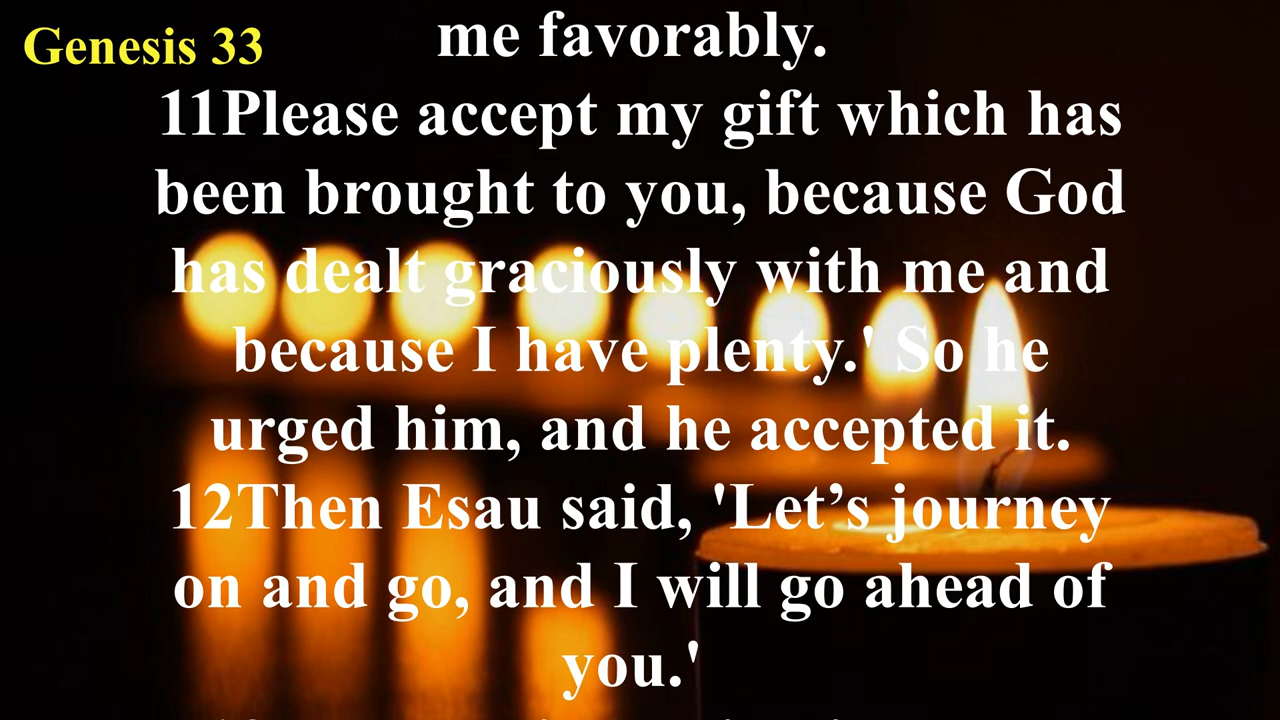 Genesis 33
me favorably.
11Please accept my gift which has
been brought to you, because God
has dealt graciously with me and
because I have plenty.' So he
urged him, and he accepted it.
12Then Esau said, 'Let’s journey
on and go, and I will go ahead of
you.'